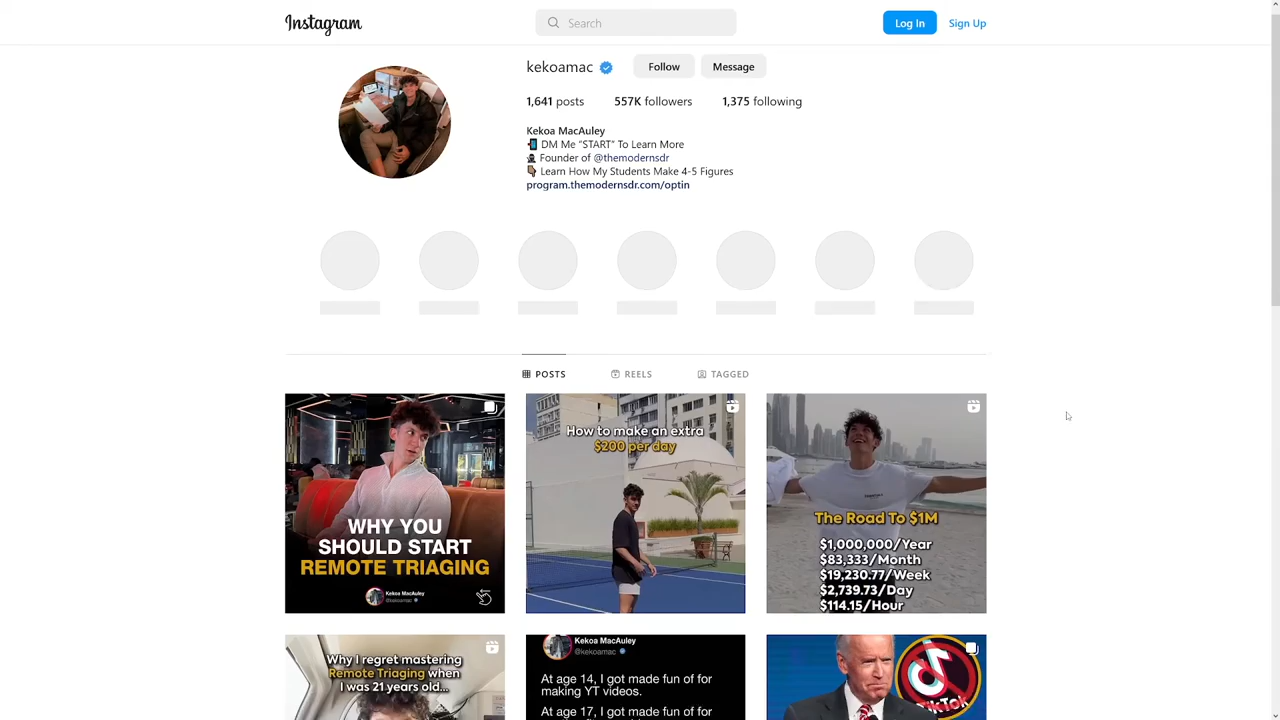 Instagram
Search
Log In
Sign Up
kekoamac
Follow
Message
1,641 posts
557K followers
1,375 following
Kekoa MacAuley
DM Me “START” To Learn More
Founder of @themodernsdr
Learn How My Students Make 4-5 Figures
program.themodernsdr.com/optin
POSTS
REELS
TAGGED
WHY YOU
SHOULD START
REMOTE TRIAGING
Kekoa MacAuley
@kekoamac
How to make an extra
$200 per day
The Road To $1M
$1,000,000/Year
$83,333/Month
$19,230.77/Week
$2,739.73/Day
$114.15/Hour
Why I regret mastering
Remote Triaging when
I was 21 years old...
Kekoa MacAuley
@kekoamac
At age 14, I got made fun of for
making YT videos.
At age 17, I got made fun of for
TikTok